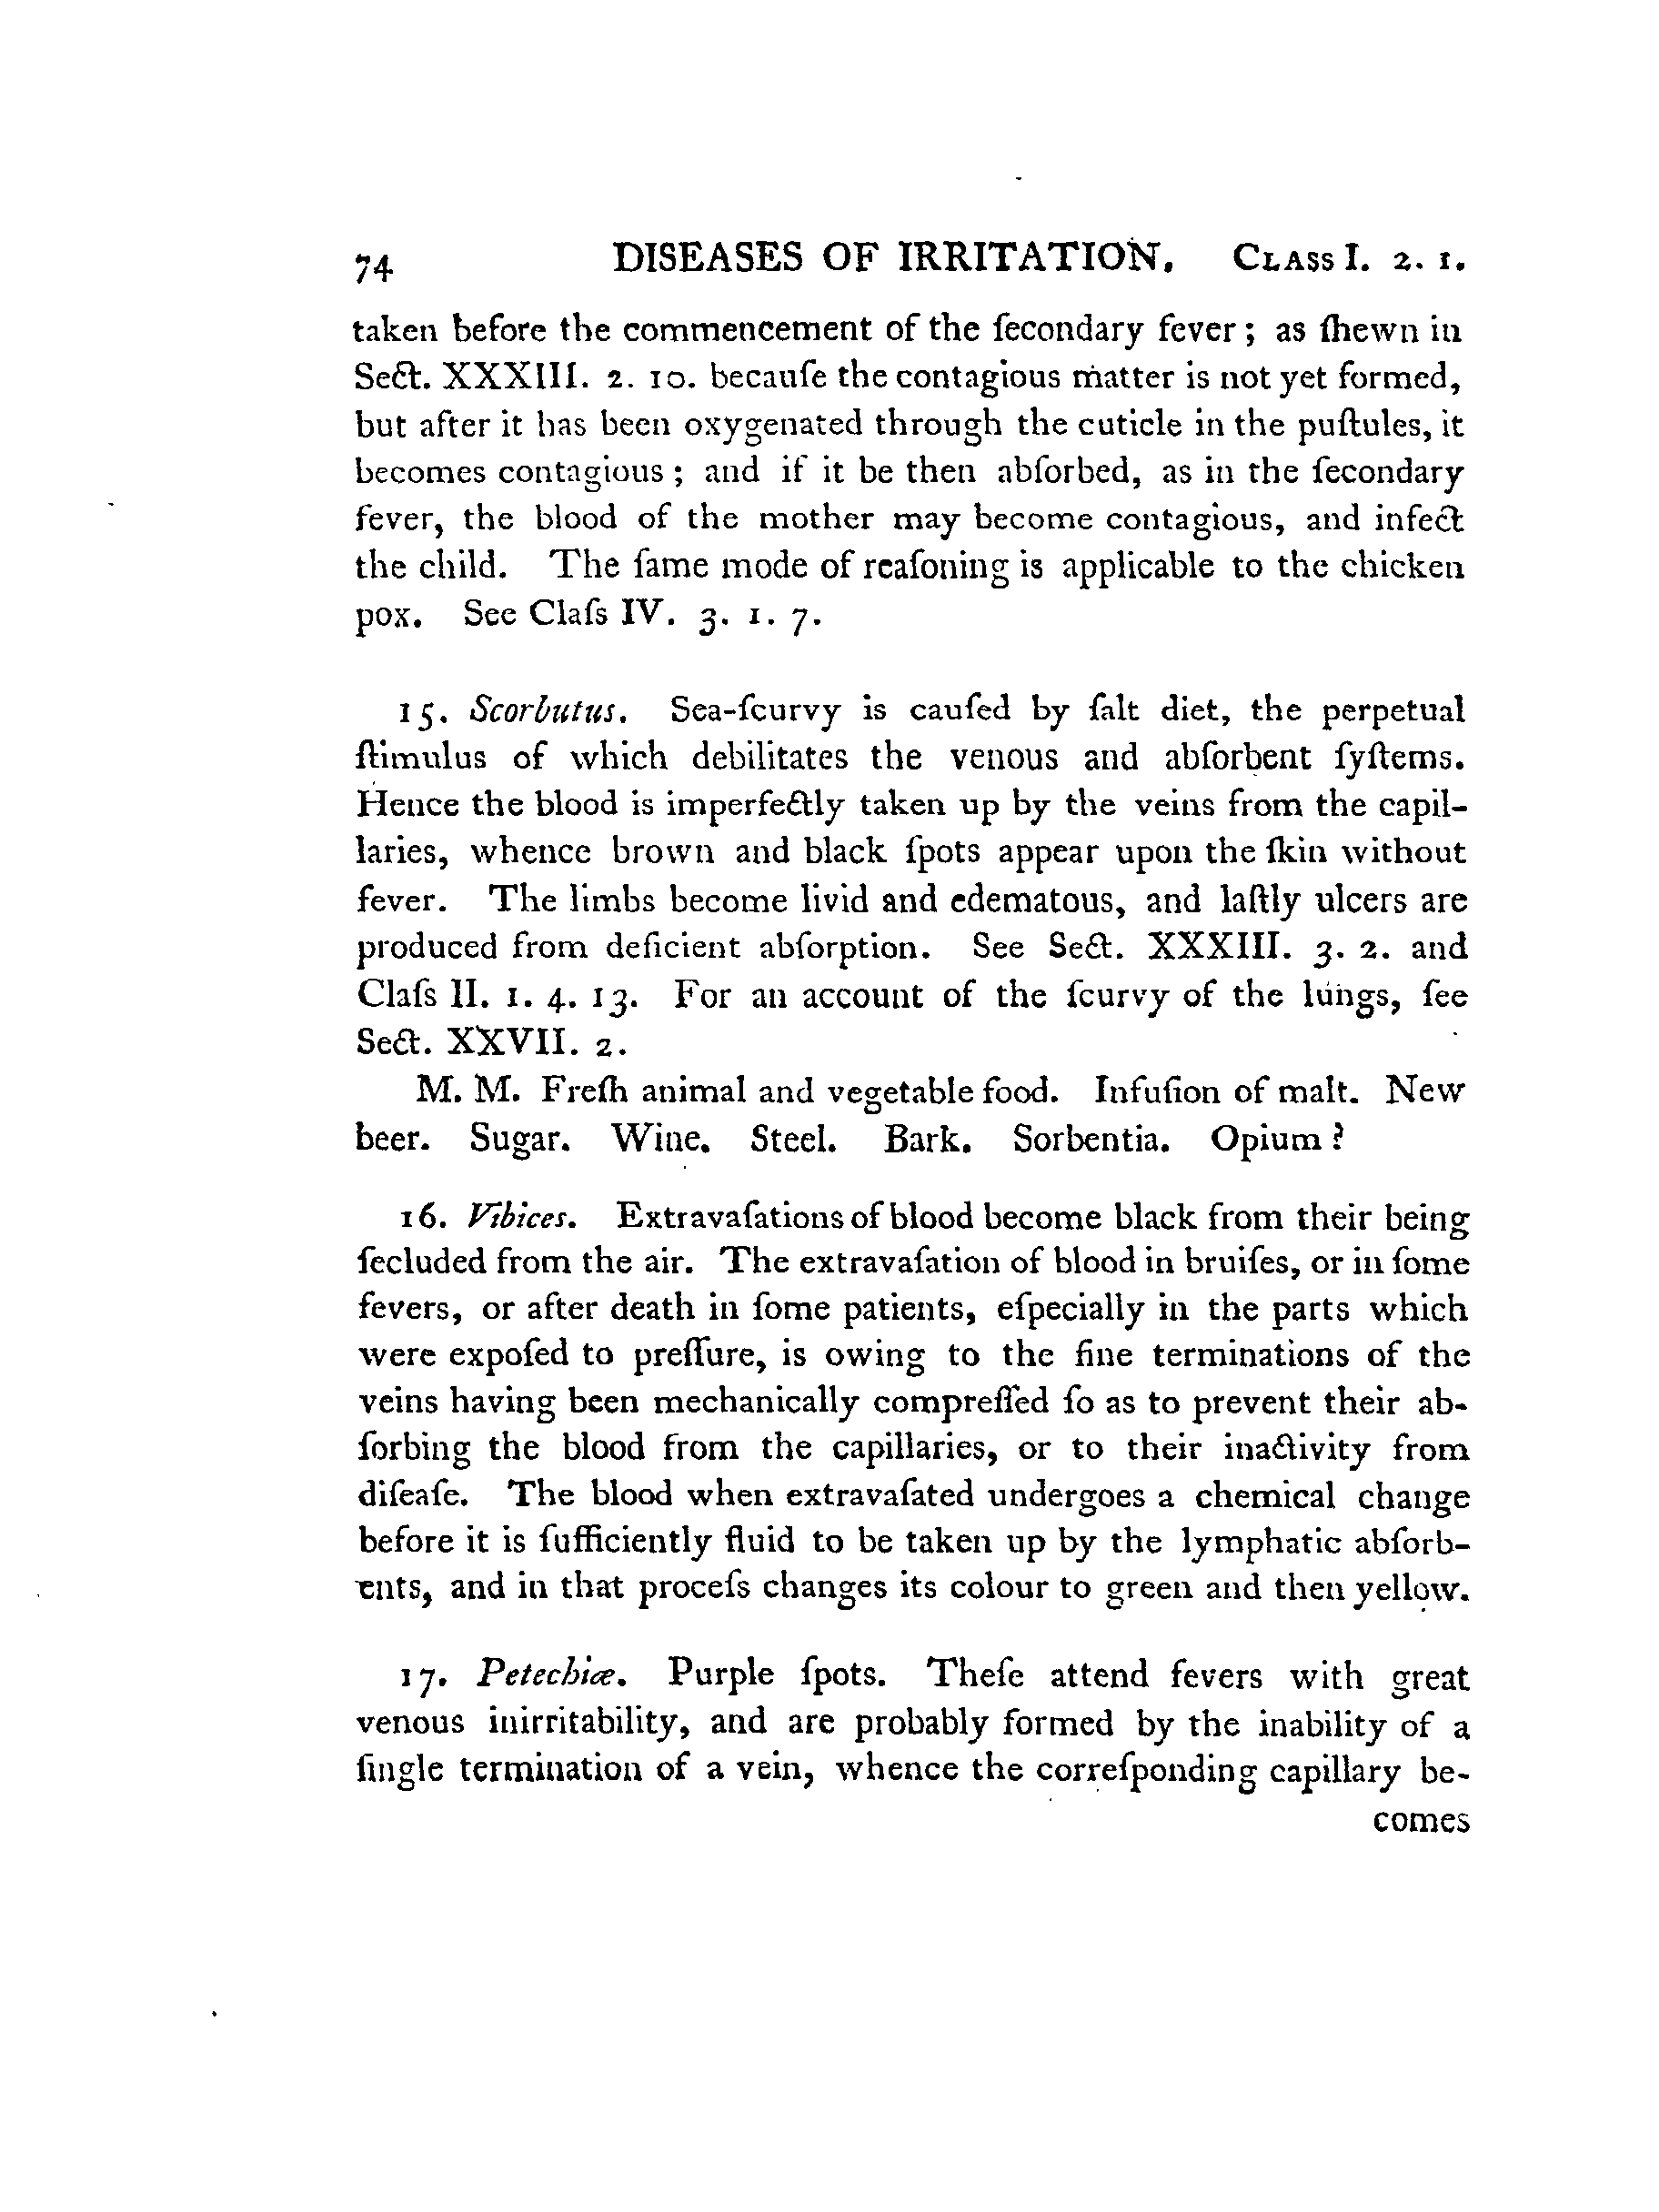 74 DISEASES OF IRRITATION. CLASS I. 2. 1.
taken before the commencement of the ſecondary fever; as ſhewn in
Sect. XXXIII. 2. 10. becauſe the contagious matter is not yet formed,
but after it has been oxygenated through the cuticle in the puſtules, it
becomes contagious; and if it be then abſorbed, as in the ſecondary
fever, the blood of the mother may become contagious, and infect
the child. The ſame mode of reaſoning is applicable to the chicken
pox. See Claſs IV. 3. 1. 7.
15. Scorbutus. Sea-ſcurvy is cauſed by ſalt diet, the perpetual
ſtimulus of which debilitates the venous and abſorbent ſyſtems.
Hence the blood is imperfectly taken up by the veins from the capil-
laries, whence brown and black ſpots appear upon the ſkin without
fever. The limbs become livid and edematous, and laſtly ulcers are
produced from deficient abſorption. See Sect. XXXIII. 3. 2. and
Claſs II. 1. 4. 13. For an account of the ſcurvy of the lungs, ſee
Sect. XXVII. 2.
M. M. Freſh animal and vegetable food. Infuſion of malt. New
beer. Sugar. Wine. Steel. Bark. Sorbentia. Opium?
16. Vibices. Extravaſations of blood become black from their being
ſecluded from the air. The extravaſation of blood in bruiſes, or in ſome
fevers, or after death in ſome patients, eſpecially in the parts which
were expoſed to preſſure, is owing to the fine terminations of the
veins having been mechanically compreſſed ſo as to prevent their ab-
ſorbing the blood from the capillaries, or to their inactivity from
diſeaſe. The blood when extravaſated undergoes a chemical change
before it is ſufficiently fluid to be taken up by the lymphatic abſorb-
ents, and in that proceſs changes its colour to green and then yellow.
17. Petechiæ. Purple ſpots. Theſe attend fevers with great
venous inirritability, and are probably formed by the inability of a
ſingle termination of a vein, whence the correſponding capillary be-
comes